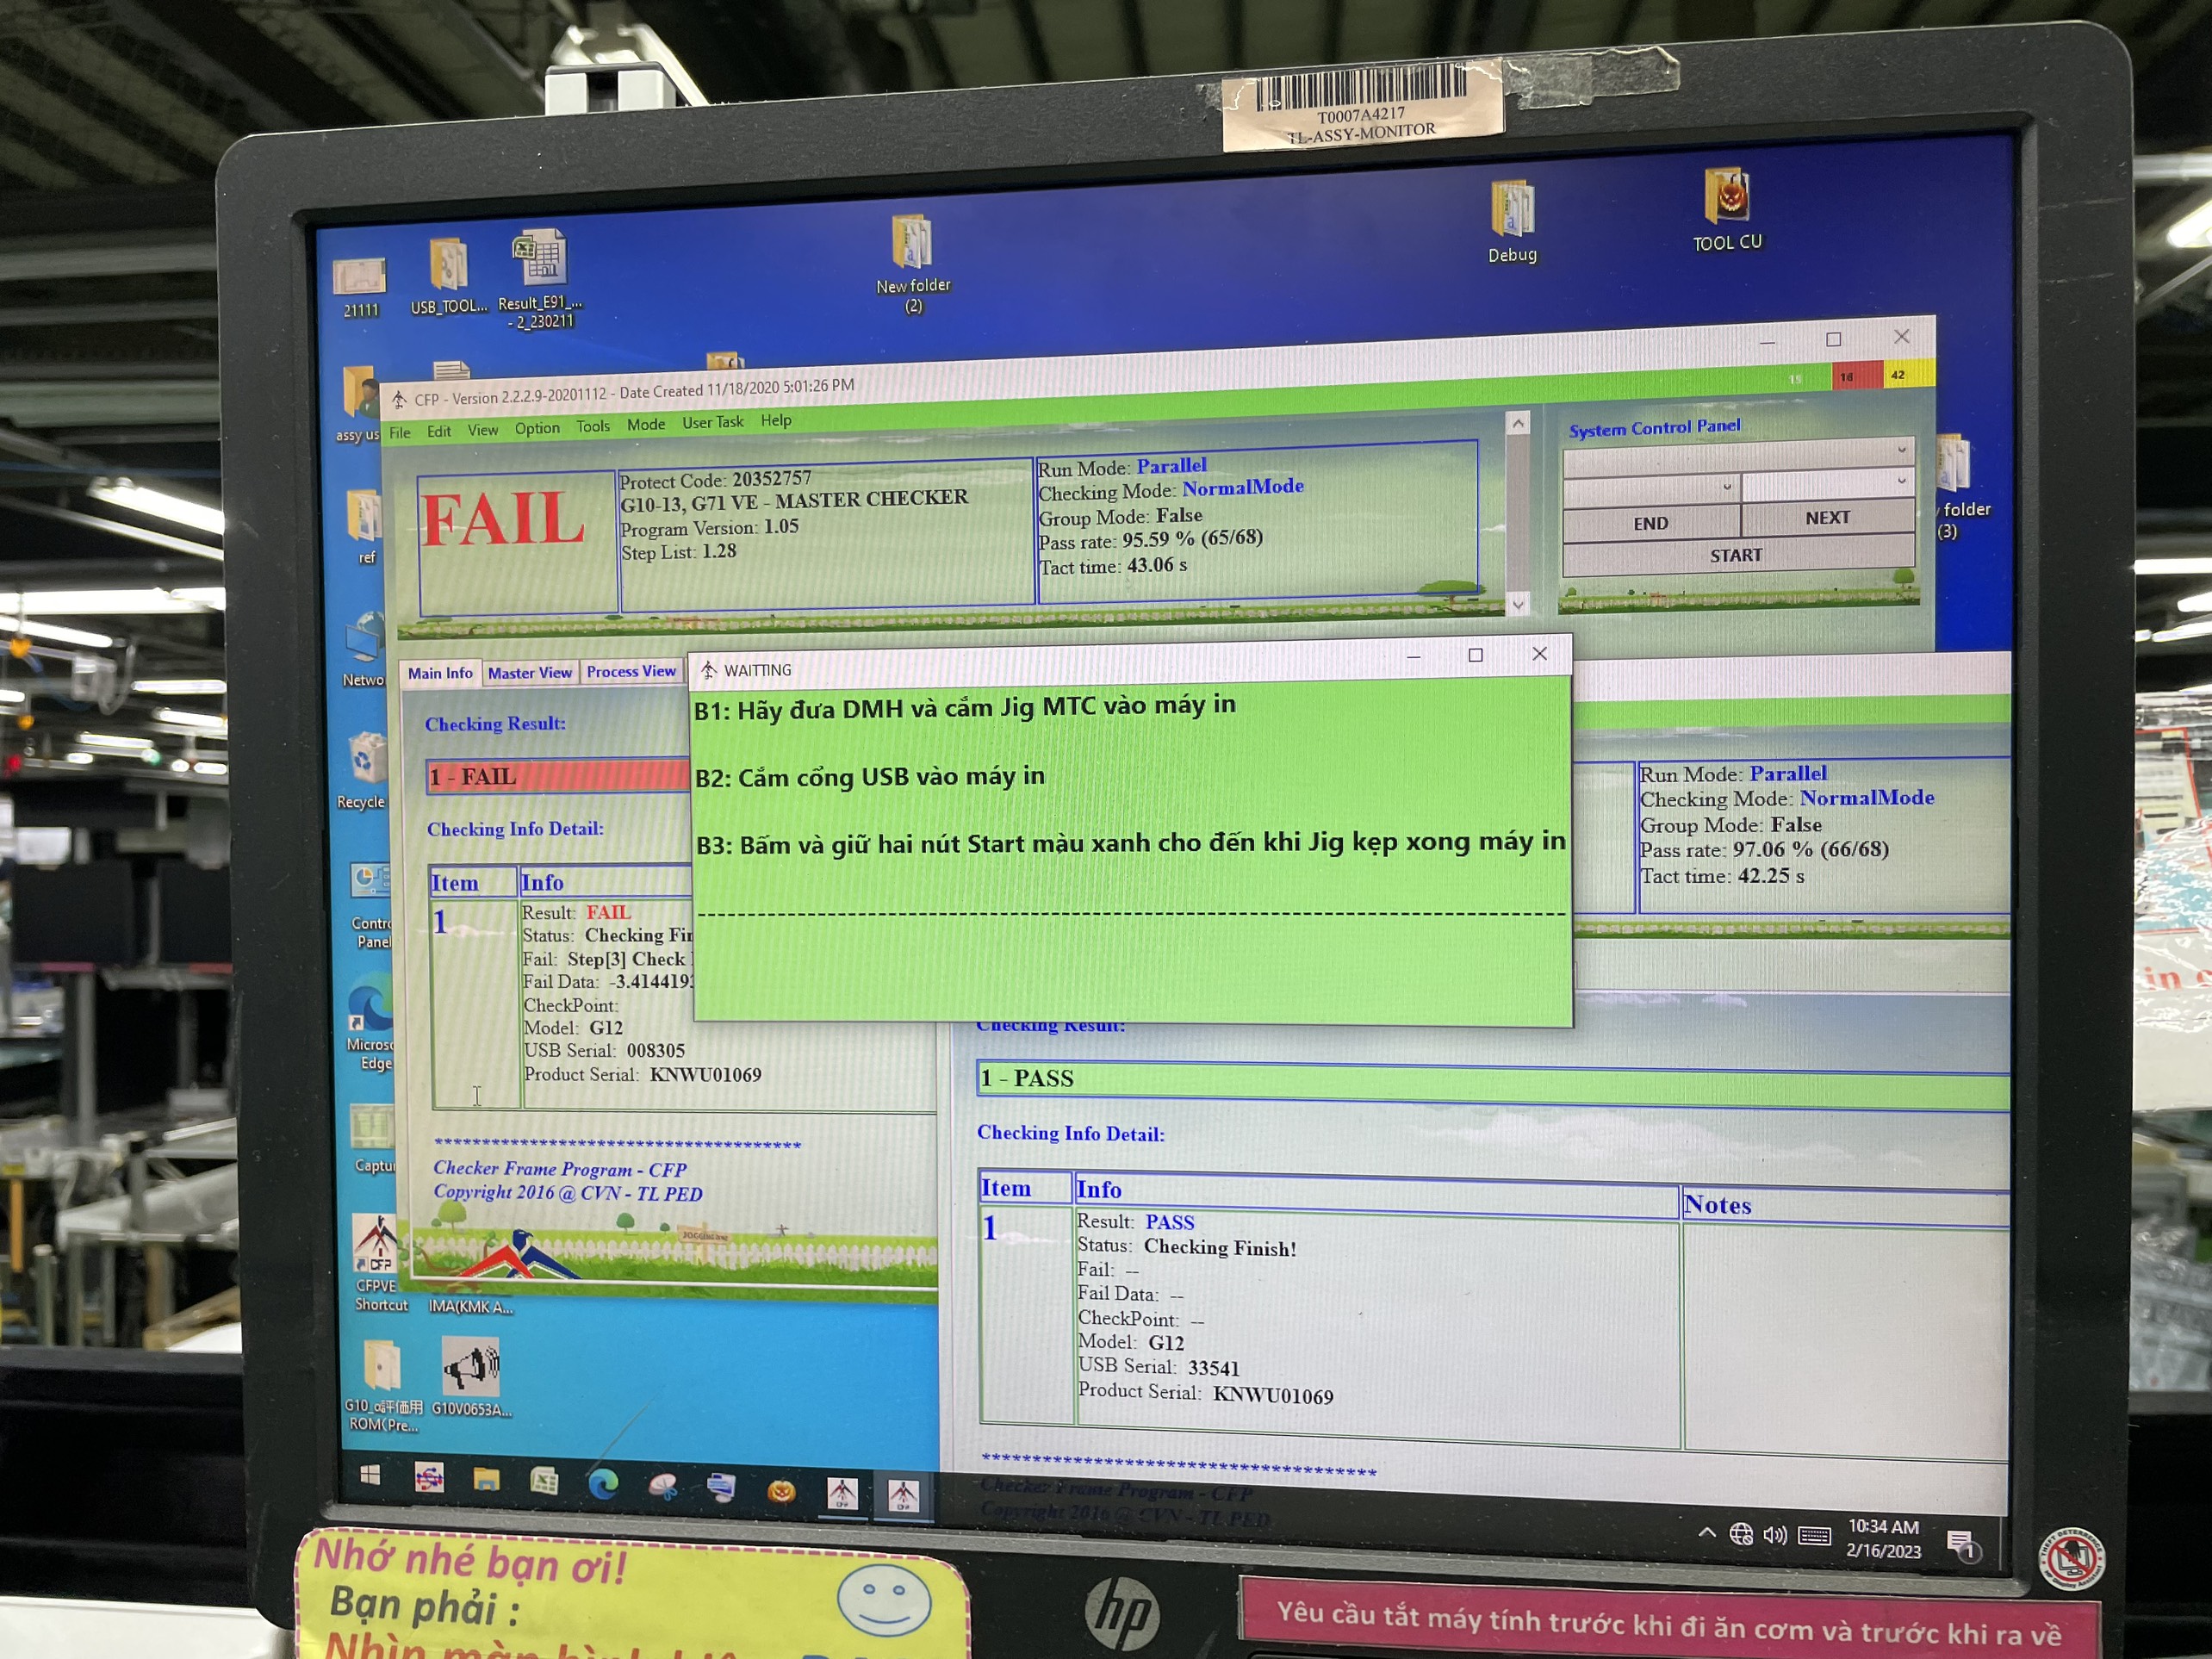 T0007A4217
TL-ASSY-MONITOR
21111
USB_TOOL...
Result_E91_...
- 2_230211
New folder
(2)
Debug
TOOL CU
assy us
ref
Netwo
Recycle
Contro
Panel
Micros
Edge
Captu
CFP
CFPVE
Shortcut
IMA(KMK A...
G10_α評価用
ROM(Pre...
G10V0653A...
folder
(3)
CFP - Version 2.2.2.9-20201112 - Date Created 11/18/2020 5:01:26 PM
15 16 42
File Edit View Option Tools Mode User Task Help
FAIL
Protect Code: 20352757
G10-13, G71 VE - MASTER CHECKER
Program Version: 1.05
Step List: 1.28
Run Mode: Parallel
Checking Mode: NormalMode
Group Mode: False
Pass rate: 95.59 % (65/68)
Tact time: 43.06 s
System Control Panel
END NEXT
START
Main Info Master View Process View
Checking Result:
1 - FAIL
Checking Info Detail:
Item Info
1
Result: FAIL
Status: Checking Fin
Fail: Step[3] Check
Fail Data: -3.414419
CheckPoint:
Model: G12
USB Serial: 008305
Product Serial: KNWU01069
****************************************
Checker Frame Program - CFP
Copyright 2016 @ CVN - TL PED
WAITTING
B1: Hãy đưa DMH và cắm Jig MTC vào máy in
B2: Cắm cổng USB vào máy in
B3: Bấm và giữ hai nút Start màu xanh cho đến khi Jig kẹp xong máy in
Run Mode: Parallel
Checking Mode: NormalMode
Group Mode: False
Pass rate: 97.06 % (66/68)
Tact time: 42.25 s
Checking Result:
1 - PASS
Checking Info Detail:
Item Info Notes
1
Result: PASS
Status: Checking Finish!
Fail: --
Fail Data: --
CheckPoint: --
Model: G12
USB Serial: 33541
Product Serial: KNWU01069
****************************************
Checker Frame Program - CFP
Copyright 2016 @ CVN - TL PED
10:34 AM
2/16/2023
1
hp
Nhớ nhé bạn ơi!
Bạn phải :
Yêu cầu tắt máy tính trước khi đi ăn cơm và trước khi ra về